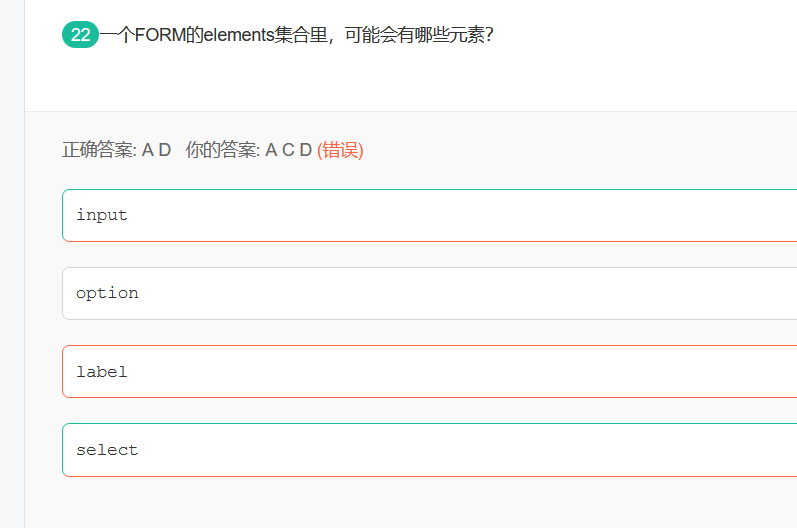 22 一个FORM的elements集合里，可能会有哪些元素?
正确答案: A D 你的答案: A C D (错误)
input
option
label
select